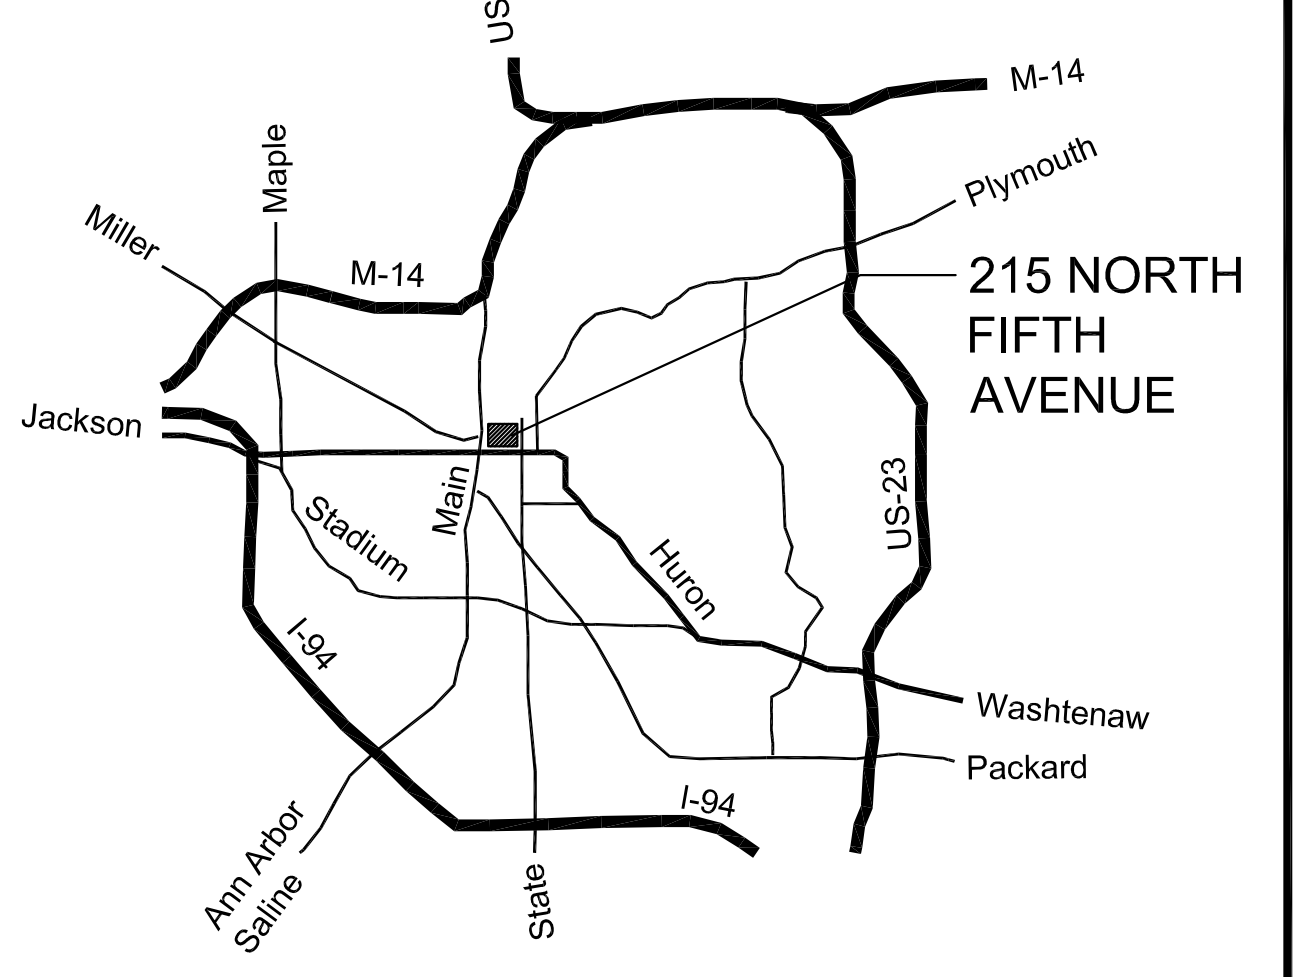 US
M-14
Maple
Plymouth
Miller
M-14
215 NORTH
FIFTH
AVENUE
Jackson
Main
US-23
Stadium
Huron
I-94
Washtenaw
Packard
I-94
Ann Arbor
Saline
State